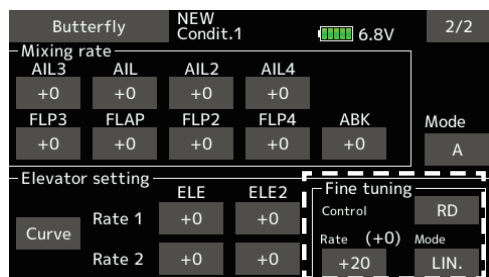 Butterfly NEW Condit.1 6.8V 2/2
Mixing rate
AIL3 AIL AIL2 AIL4
+0 +0 +0 +0
FLP3 FLAP FLP2 FLP4 ABK Mode
+0 +0 +0 +0 +0 A
Elevator setting
ELE ELE2
Curve
Rate 1 +0 +0
Rate 2 +0 +0
Fine tuning
Control RD
Rate (+0) Mode
+20 LIN.